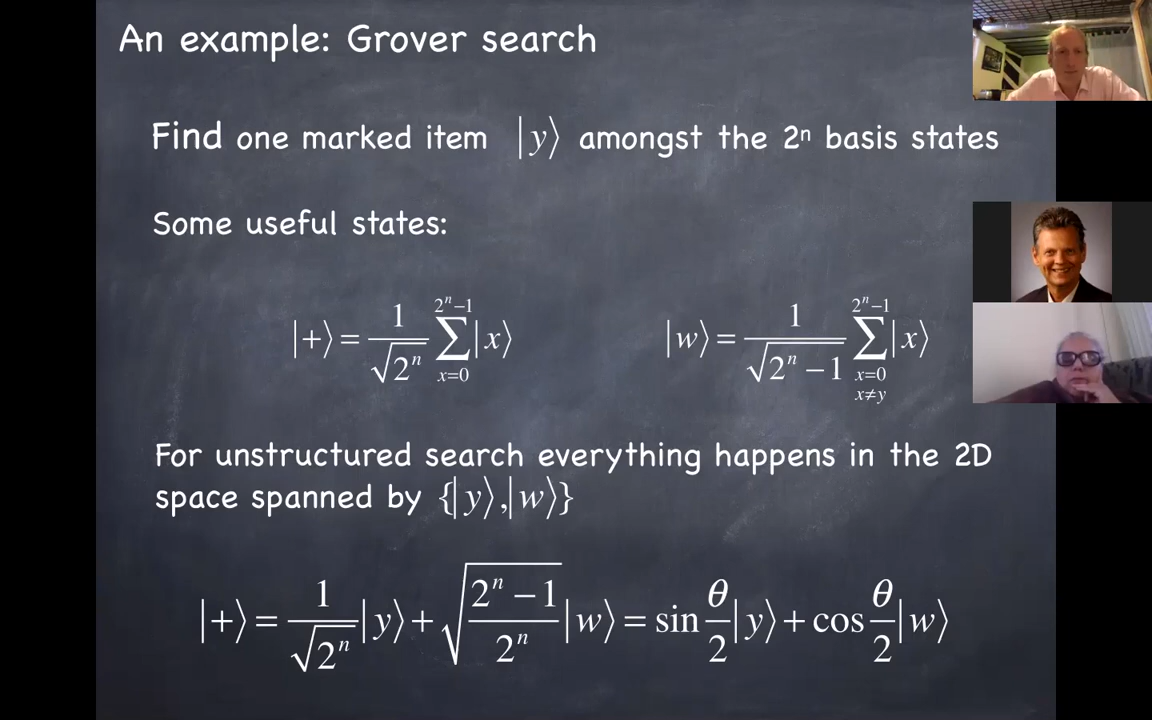 An example: Grover search
Find one marked item |y⟩ amongst the 2ⁿ basis states
Some useful states:
|+⟩ = 1/√(2ⁿ) ∑_{x=0}^{2ⁿ−1} |x⟩    |w⟩ = 1/√(2ⁿ−1) ∑_{x=0, x≠y}^{2ⁿ−1} |x⟩
For unstructured search everything happens in the 2D
space spanned by {|y⟩,|w⟩}
|+⟩ = 1/√(2ⁿ) |y⟩ + √((2ⁿ−1)/2ⁿ) |w⟩ = sin θ/2 |y⟩ + cos θ/2 |w⟩